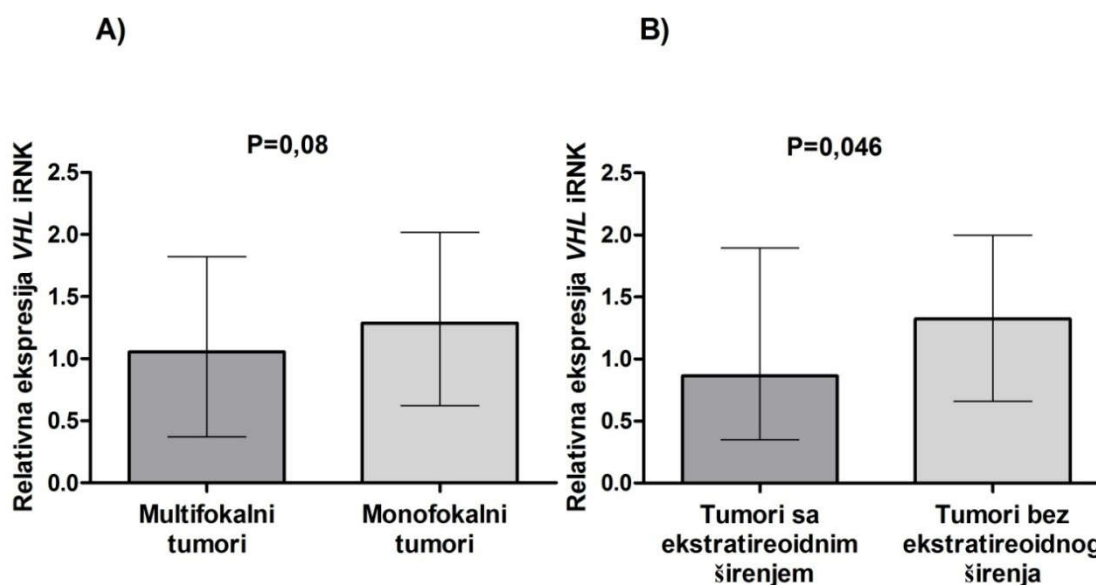 A)
P=0,08
Relativna ekspresija VHL iRNK
2.5
2.0
1.5
1.0
0.5
0.0
Multifokalni
tumori
Monofokalni
tumori
B)
P=0,046
Relativna ekspresija VHL iRNK
2.5
2.0
1.5
1.0
0.5
0.0
Tumori sa
ekstratireoidnim
širenjem
Tumori bez
ekstratireoidnog
širenja